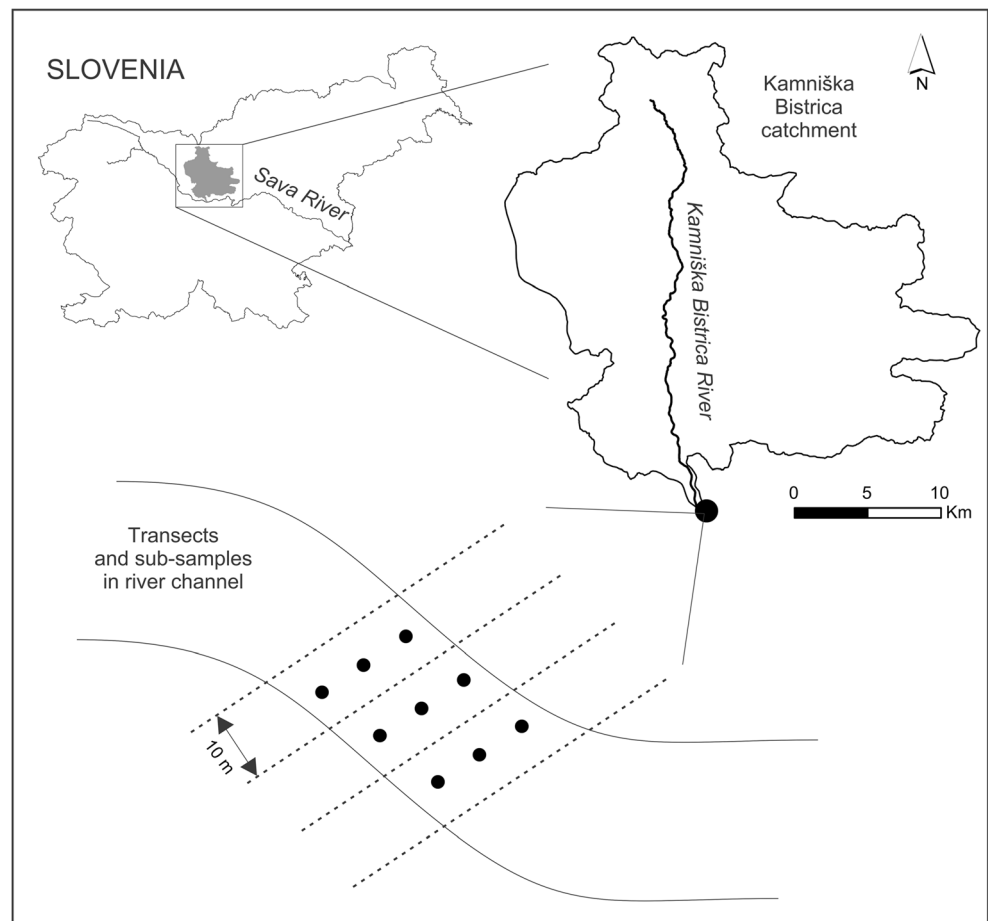 SLOVENIA
Sava River
Kamniška
Bistrica
catchment
N
Kamniška Bistrica River
0 5 10
Km
Transects
and sub-samples
in river channel
10 m